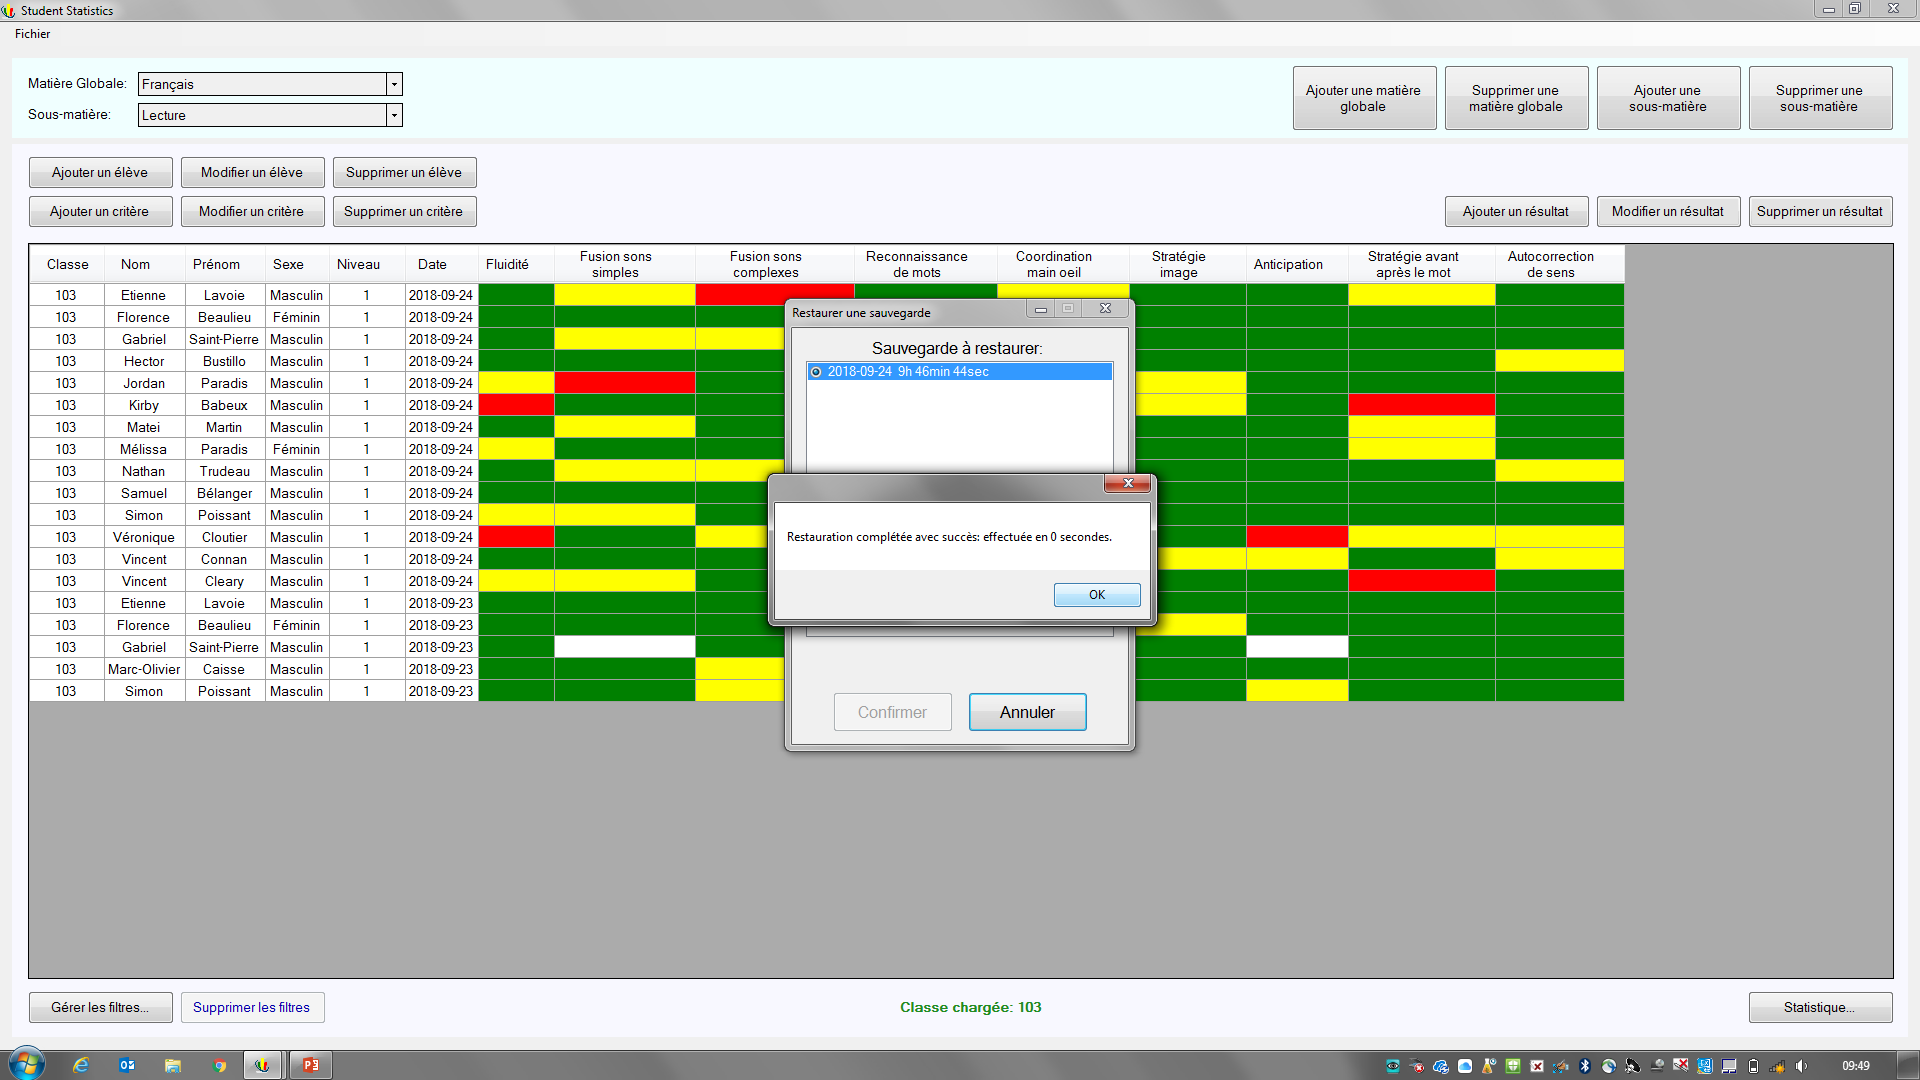 Student Statistics
Fichier
Matière Globale: Français
Sous-matière: Lecture
Ajouter une matière globale
Supprimer une matière globale
Ajouter une sous-matière
Supprimer une sous-matière
Ajouter un élève Modifier un élève Supprimer un élève
Ajouter un critère Modifier un critère Supprimer un critère
Ajouter un résultat Modifier un résultat Supprimer un résultat
Classe Nom Prénom Sexe Niveau Date Fluidité Fusion sons simples Fusion sons complexes Reconnaissance de mots Coordination main oeil Stratégie image Anticipation Stratégie avant après le mot Autocorrection de sens
103 Etienne Lavoie Masculin 1 2018-09-24
103 Florence Beaulieu Féminin 1 2018-09-24
103 Gabriel Saint-Pierre Masculin 1 2018-09-24
103 Hector Bustillo Masculin 1 2018-09-24
103 Jordan Paradis Masculin 1 2018-09-24
103 Kirby Babeux Masculin 1 2018-09-24
103 Matei Martin Masculin 1 2018-09-24
103 Mélissa Paradis Féminin 1 2018-09-24
103 Nathan Trudeau Masculin 1 2018-09-24
103 Samuel Bélanger Masculin 1 2018-09-24
103 Simon Poissant Masculin 1 2018-09-24
103 Véronique Cloutier Masculin 1 2018-09-24
103 Vincent Connan Masculin 1 2018-09-24
103 Vincent Cleary Masculin 1 2018-09-24
103 Etienne Lavoie Masculin 1 2018-09-23
103 Florence Beaulieu Féminin 1 2018-09-23
103 Gabriel Saint-Pierre Masculin 1 2018-09-23
103 Marc-Olivier Caisse Masculin 1 2018-09-23
103 Simon Poissant Masculin 1 2018-09-23
Restaurer une sauvegarde
Sauvegarde à restaurer:
2018-09-24 9h 46min 44sec
Restauration complétée avec succès: effectuée en 0 secondes.
OK
Confirmer Annuler
Gérer les filtres... Supprimer les filtres
Classe chargée: 103
Statistique...
09:49